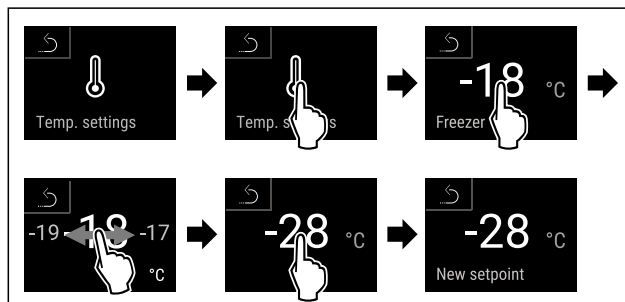 Temp. settings
Temp.
-18 °C
Freezer
-19 -18 -17
°C
-28 °C
-28 °C
New setpoint